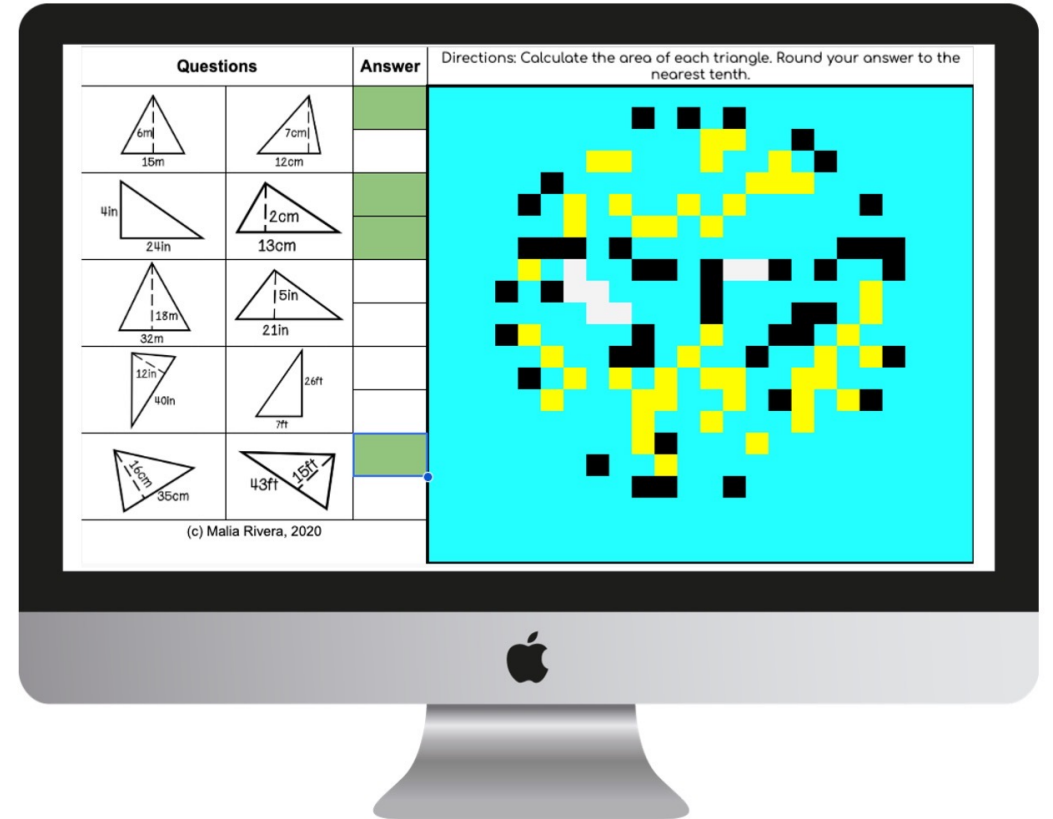 Questions
Answer
Directions: Calculate the area of each triangle. Round your answer to the
nearest tenth.
6m
15m
7cm
12cm
4in
24in
2cm
13cm
18m
32m
5in
21in
12in
40in
26ft
7ft
16cm
35cm
43ft
15ft
(c) Malia Rivera, 2020